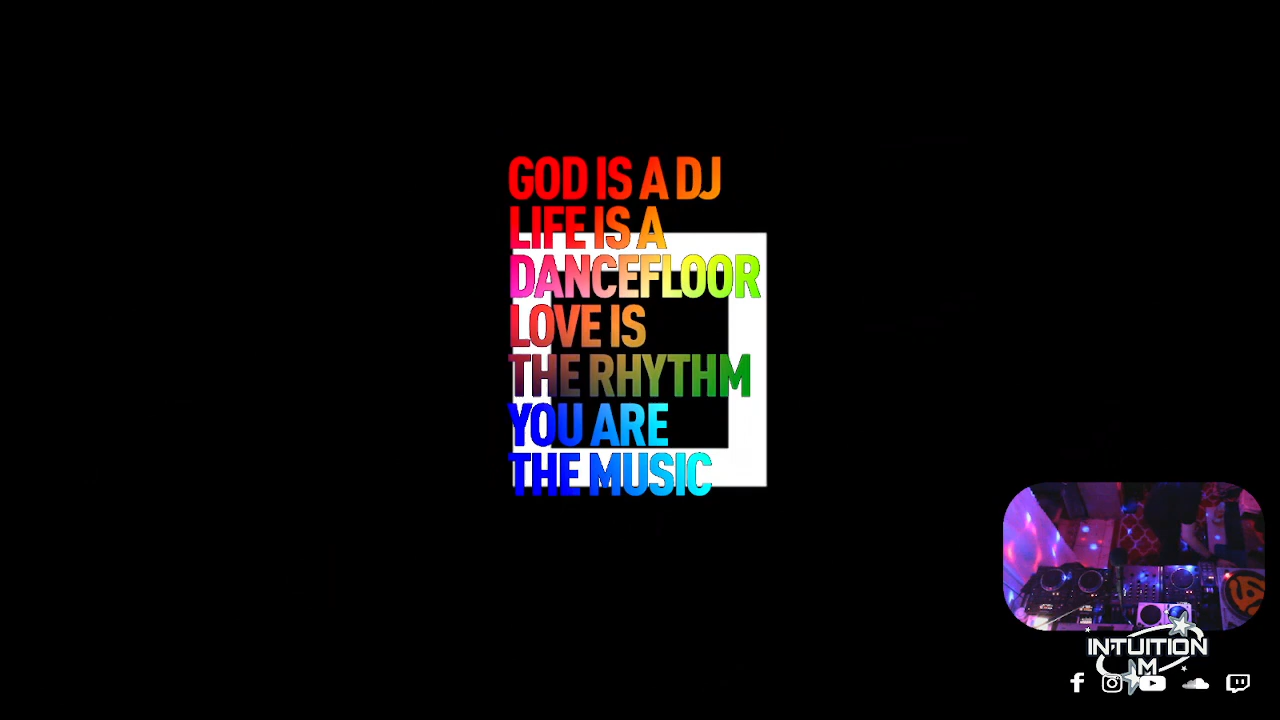 GOD IS A DJ
LIFE IS A
DANCEFLOOR
LOVE IS
THE RHYTHM
YOU ARE
THE MUSIC
INTUITION
M